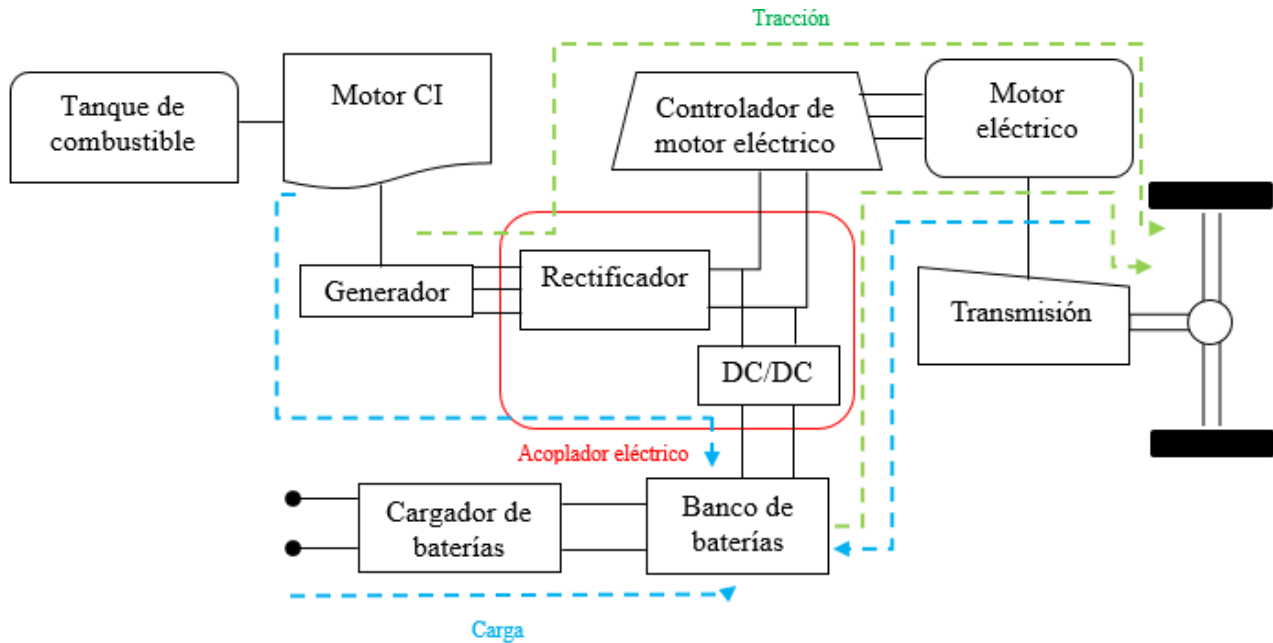 Tracción
Tanque de
combustible
Motor CI
Controlador de
motor eléctrico
Motor
eléctrico
Generador
Rectificador
Transmisión
DC/DC
Acoplador eléctrico
Cargador de
baterías
Banco de
baterías
Carga